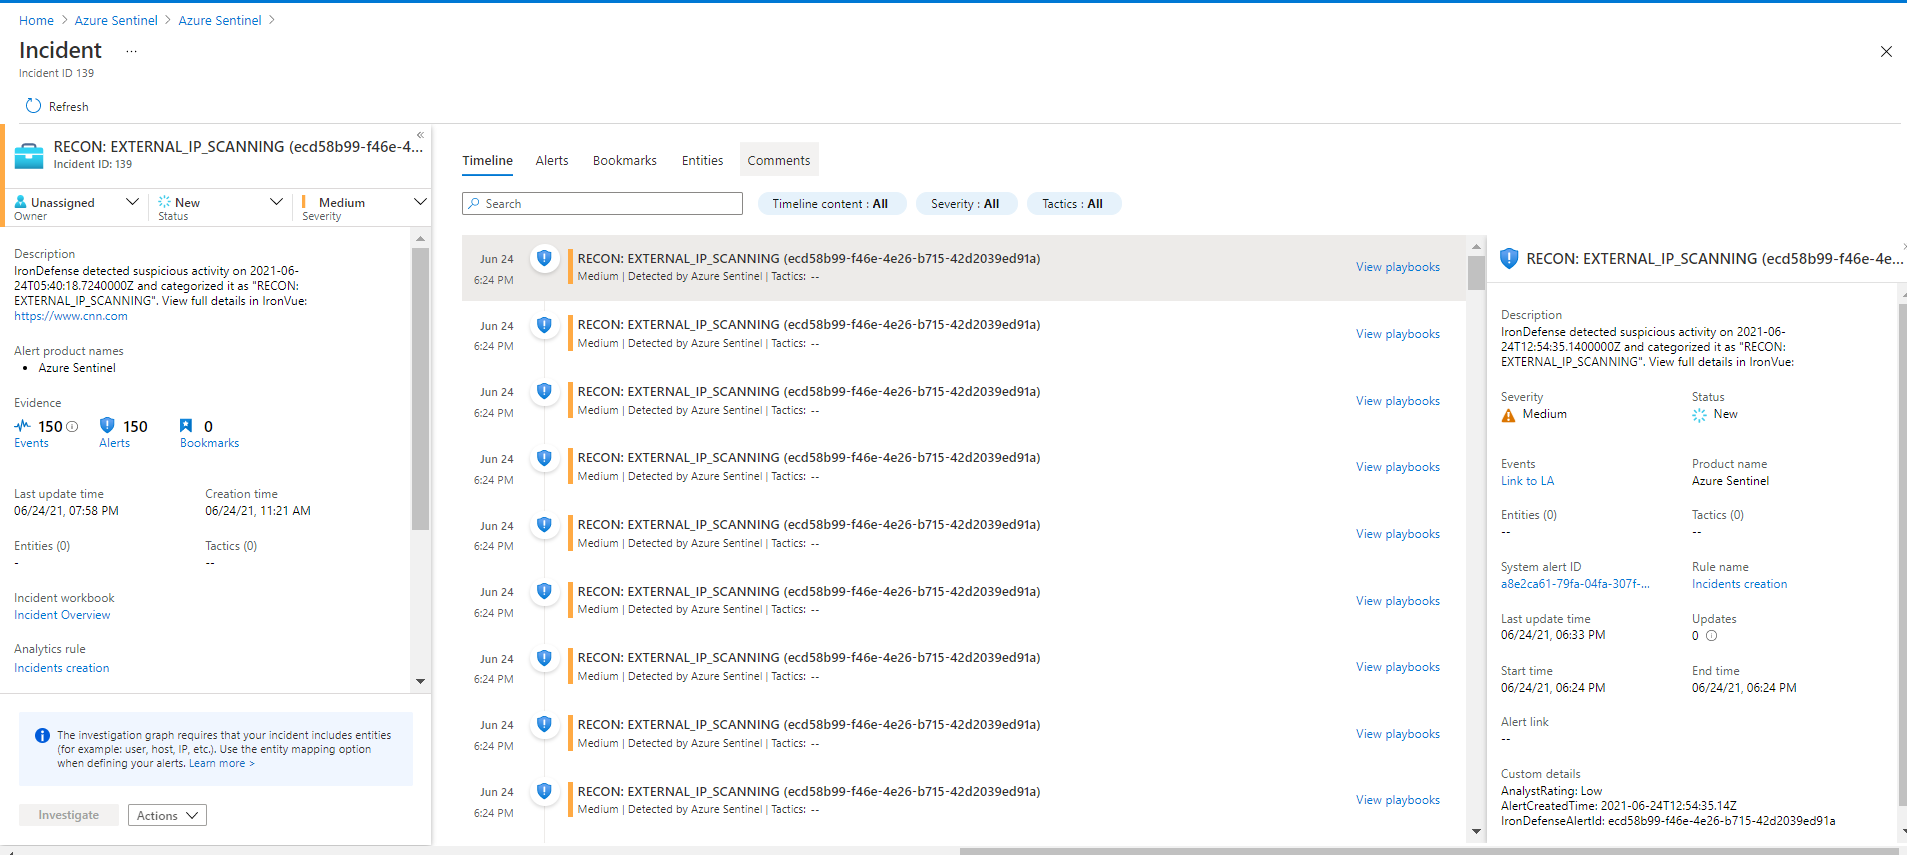 Home > Azure Sentinel > Azure Sentinel >
Incident ...
Incident ID 139
Refresh
RECON: EXTERNAL_IP_SCANNING (ecd58b99-f46e-4...
Incident ID: 139
Unassigned
Owner
New
Status
Medium
Severity
Description
IronDefense detected suspicious activity on 2021-06-
24T05:40:18.7240000Z and categorized it as "RECON:
EXTERNAL_IP_SCANNING". View full details in IronVue:
https://www.cnn.com
Alert product names
• Azure Sentinel
Evidence
150
Events
150
Alerts
0
Bookmarks
Last update time
06/24/21, 07:58 PM
Creation time
06/24/21, 11:21 AM
Entities (0)
-
Tactics (0)
--
Incident workbook
Incident Overview
Analytics rule
Incidents creation
The investigation graph requires that your incident includes entities
(for example: user, host, IP, etc.). Use the entity mapping option
when defining your alerts. Learn more >
Investigate
Actions
Timeline Alerts Bookmarks Entities Comments
Search
Timeline content : All
Severity : All
Tactics : All
Jun 24
6:24 PM
RECON: EXTERNAL_IP_SCANNING (ecd58b99-f46e-4e26-b715-42d2039ed91a)
Medium | Detected by Azure Sentinel | Tactics: --
View playbooks
Jun 24
6:24 PM
RECON: EXTERNAL_IP_SCANNING (ecd58b99-f46e-4e26-b715-42d2039ed91a)
Medium | Detected by Azure Sentinel | Tactics: --
View playbooks
Jun 24
6:24 PM
RECON: EXTERNAL_IP_SCANNING (ecd58b99-f46e-4e26-b715-42d2039ed91a)
Medium | Detected by Azure Sentinel | Tactics: --
View playbooks
Jun 24
6:24 PM
RECON: EXTERNAL_IP_SCANNING (ecd58b99-f46e-4e26-b715-42d2039ed91a)
Medium | Detected by Azure Sentinel | Tactics: --
View playbooks
Jun 24
6:24 PM
RECON: EXTERNAL_IP_SCANNING (ecd58b99-f46e-4e26-b715-42d2039ed91a)
Medium | Detected by Azure Sentinel | Tactics: --
View playbooks
Jun 24
6:24 PM
RECON: EXTERNAL_IP_SCANNING (ecd58b99-f46e-4e26-b715-42d2039ed91a)
Medium | Detected by Azure Sentinel | Tactics: --
View playbooks
Jun 24
6:24 PM
RECON: EXTERNAL_IP_SCANNING (ecd58b99-f46e-4e26-b715-42d2039ed91a)
Medium | Detected by Azure Sentinel | Tactics: --
View playbooks
Jun 24
6:24 PM
RECON: EXTERNAL_IP_SCANNING (ecd58b99-f46e-4e26-b715-42d2039ed91a)
Medium | Detected by Azure Sentinel | Tactics: --
View playbooks
Jun 24
6:24 PM
RECON: EXTERNAL_IP_SCANNING (ecd58b99-f46e-4e26-b715-42d2039ed91a)
Medium | Detected by Azure Sentinel | Tactics: --
View playbooks
RECON: EXTERNAL_IP_SCANNING (ecd58b99-f46e-4e...
Description
IronDefense detected suspicious activity on 2021-06-
24T12:54:35.1400000Z and categorized it as "RECON:
EXTERNAL_IP_SCANNING". View full details in IronVue:
Severity
Medium
Status
New
Events
Link to LA
Product name
Azure Sentinel
Entities (0)
--
Tactics (0)
--
System alert ID
a8e2ca61-79fa-04fa-307f-...
Rule name
Incidents creation
Last update time
06/24/21, 06:33 PM
Updates
0
Start time
06/24/21, 06:24 PM
End time
06/24/21, 06:24 PM
Alert link
--
Custom details
AnalystRating: Low
AlertCreatedTime: 2021-06-24T12:54:35.14Z
IronDefenseAlertId: ecd58b99-f46e-4e26-b715-42d2039ed91a